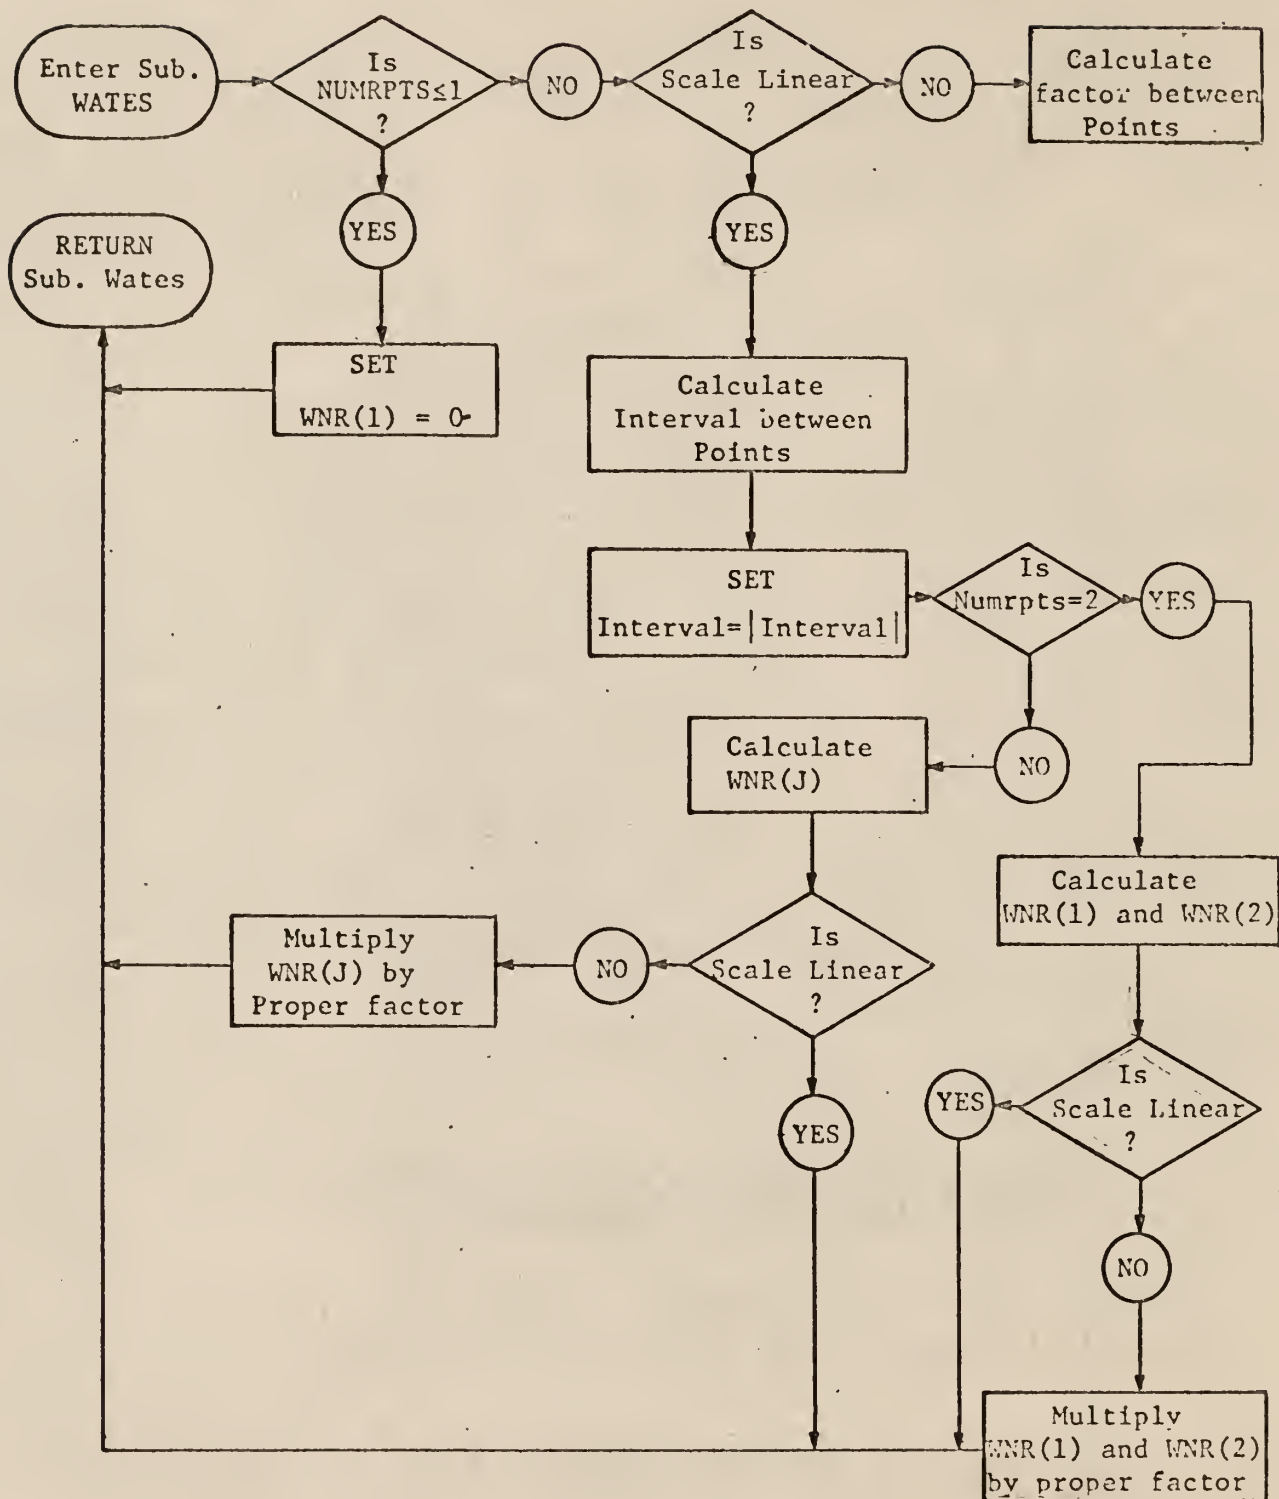 Enter Sub.
WATES
Is
NUMRPTS≤1
?
NO
Is
Scale Linear
?
NO
Calculate
factor between
Points
YES
YES
RETURN
Sub. Wates
SET
WNR(1) = 0
Calculate
Interval between
Points
SET
Interval=|Interval|
Is
Numrpts=2
YES
NO
Calculate
WNR(J)
Calculate
WNR(1) and WNR(2)
Is
Scale Linear
?
NO
Multiply
WNR(J) by
Proper factor
YES
Is
Scale Linear
?
YES
NO
Multiply
WNR(1) and WNR(2)
by proper factor